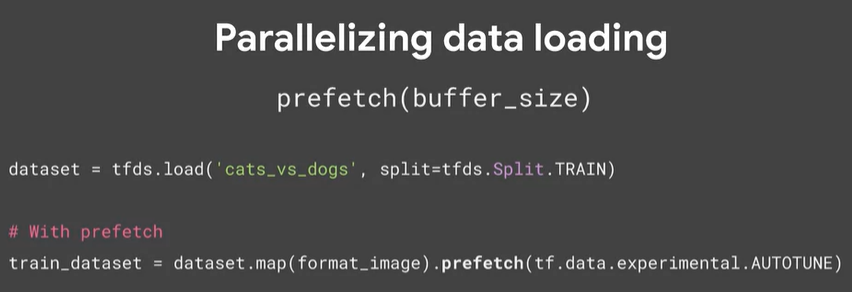 Parallelizing data loading
prefetch(buffer_size)
dataset = tfds.load('cats_vs_dogs', split=tfds.Split.TRAIN)
# With prefetch
train_dataset = dataset.map(format_image).prefetch(tf.data.experimental.AUTOTUNE)